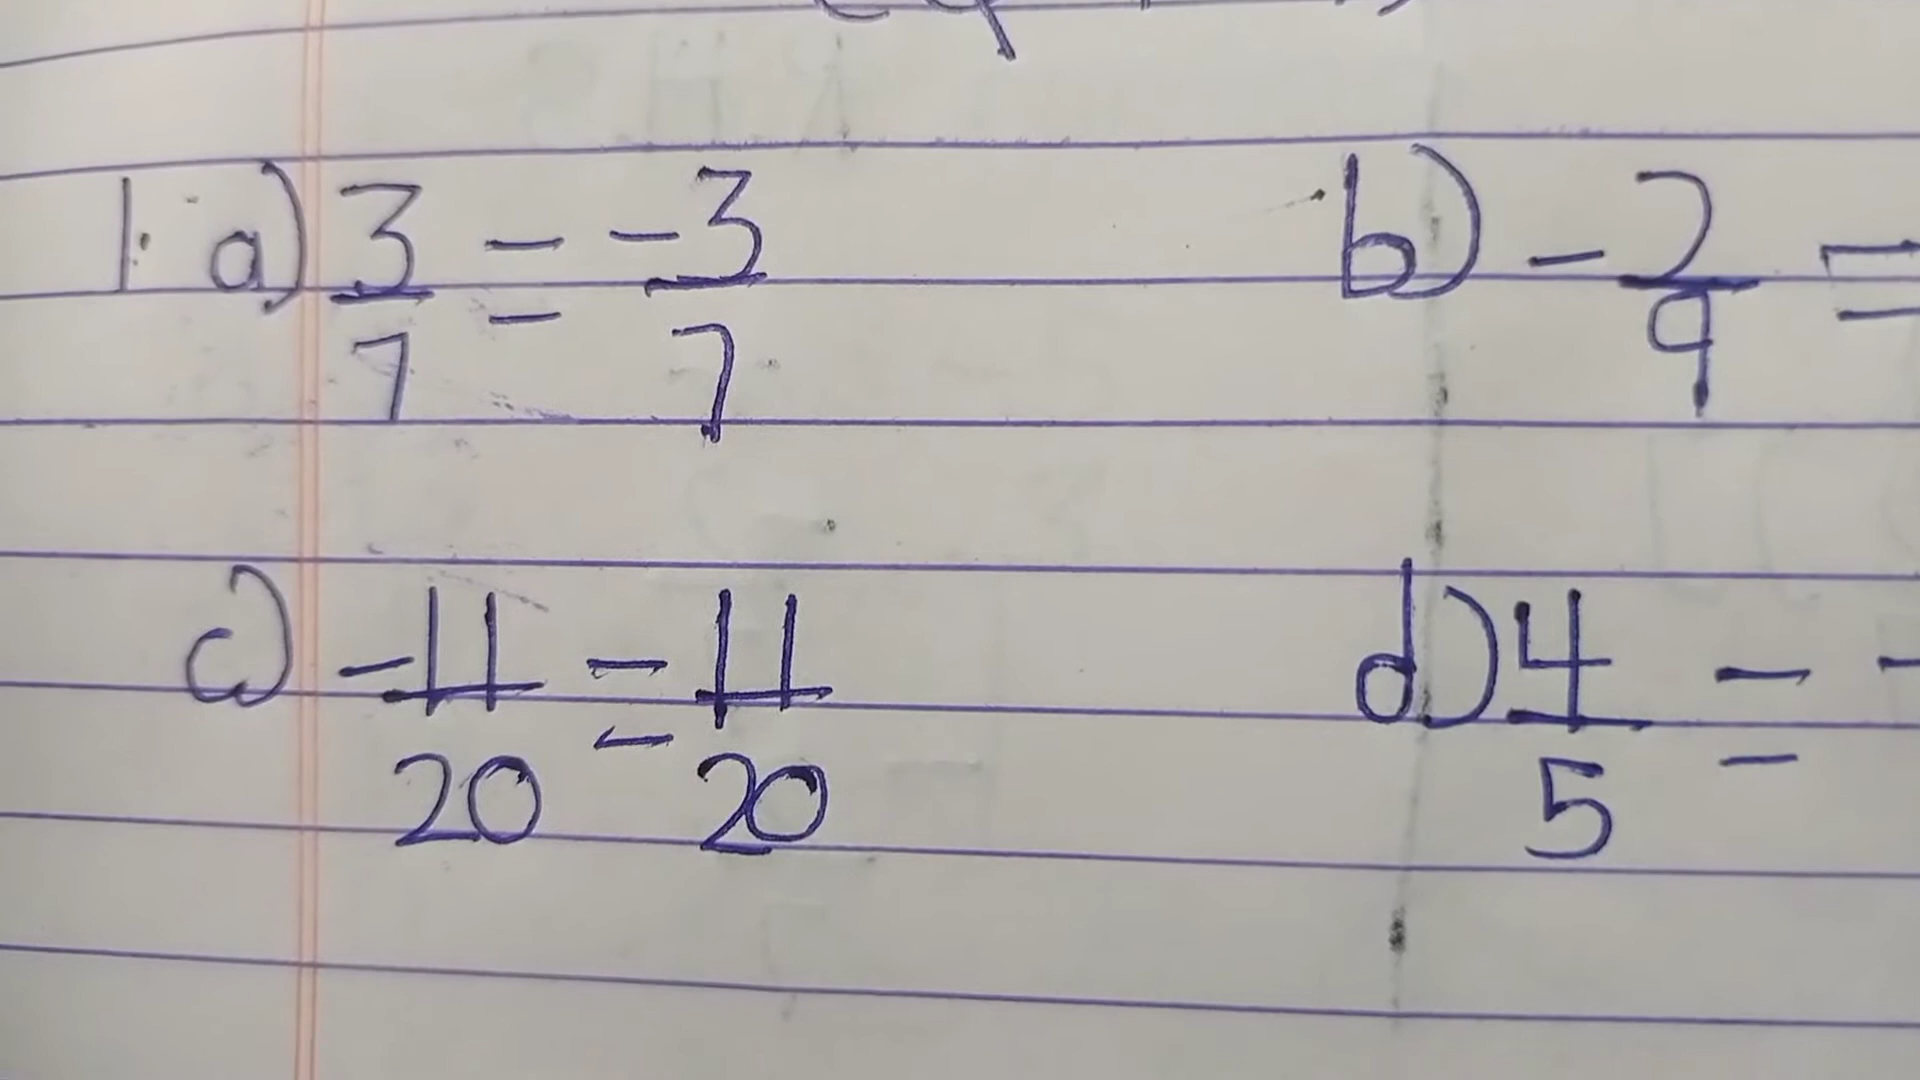 1. a) 3/7 = -3/7 b) -2/9 =
c) -11/20 = 11/20 d) 4/5 = -